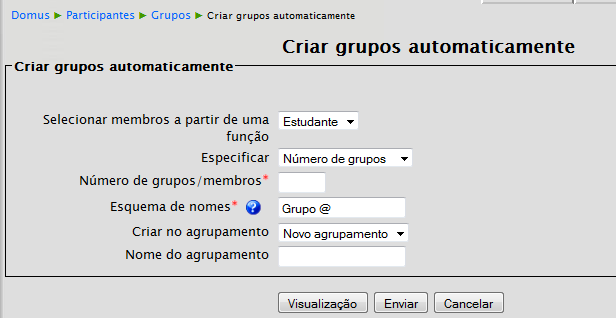 Domus ► Participantes ► Grupos ► Criar grupos automaticamente
Criar grupos automaticamente
Criar grupos automaticamente
Selecionar membros a partir de uma função Estudante
Especificar Número de grupos
Número de grupos/membros*
Esquema de nomes* ? Grupo @
Criar no agrupamento Novo agrupamento
Nome do agrupamento
Visualização Enviar Cancelar